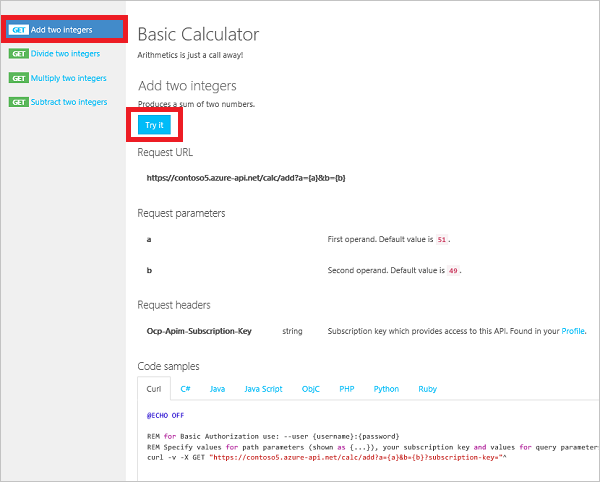 GET Add two integers
GET Divide two integers
GET Multiply two integers
GET Subtract two integers
Basic Calculator
Arithmetics is just a call away!
Add two integers
Produces a sum of two numbers.
Try it
Request URL
https://contoso5.azure-api.net/calc/add?a={a}&b={b}
Request parameters
a First operand. Default value is 51 .
b Second operand. Default value is 49 .
Request headers
Ocp-Apim-Subscription-Key string Subscription key which provides access to this API. Found in your Profile.
Code samples
Curl C# Java Java Script ObjC PHP Python Ruby
@ECHO OFF
REM for Basic Authorization use: --user {username}:{password}
REM Specify values for path parameters (shown as {...}), your subscription key and values for query parameters
curl -v -X GET "https://contoso5.azure-api.net/calc/add?a={a}&b={b}?subscription-key="^